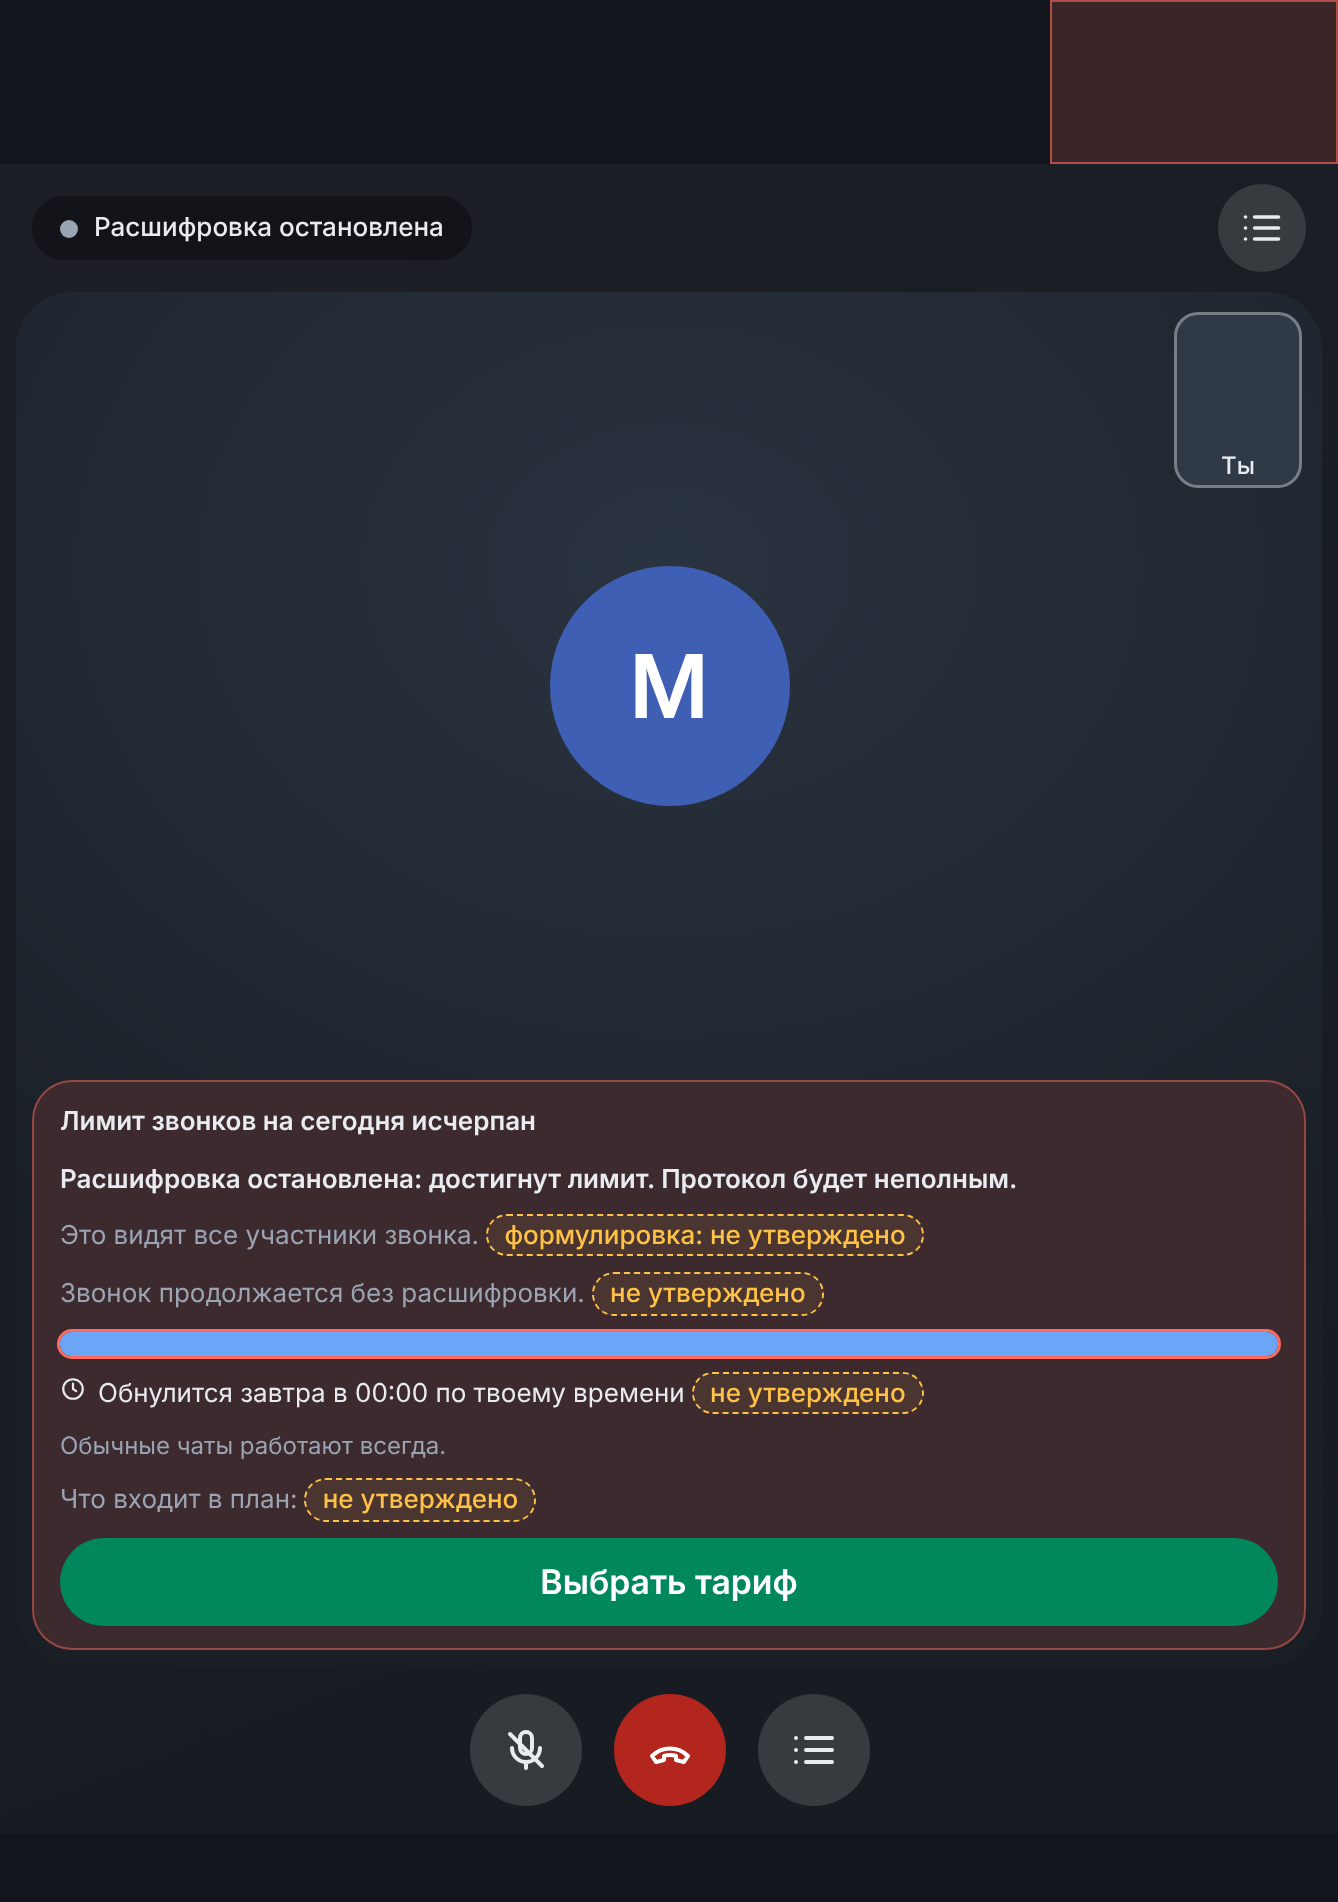 Расшифровка остановлена
Ты
М
Лимит звонков на сегодня исчерпан
Расшифровка остановлена: достигнут лимит. Протокол будет неполным.
Это видят все участники звонка. формулировка: не утверждено
Звонок продолжается без расшифровки. не утверждено
Обнулится завтра в 00:00 по твоему времени не утверждено
Обычные чаты работают всегда.
Что входит в план: не утверждено
Выбрать тариф